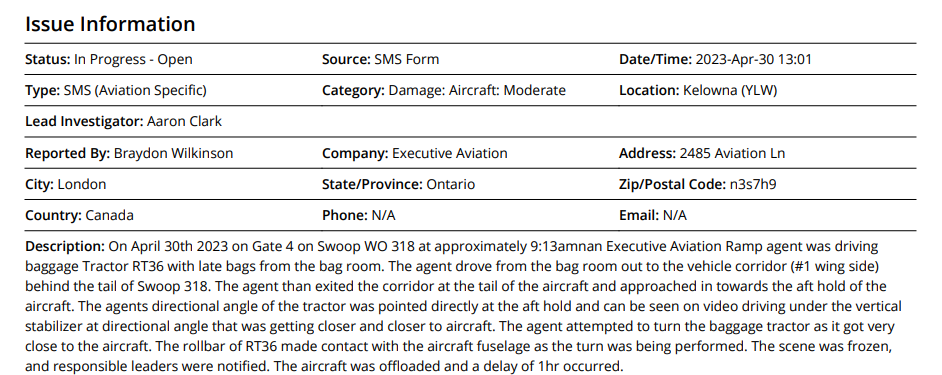 Issue Information
Status: In Progress - Open Source: SMS Form Date/Time: 2023-Apr-30 13:01
Type: SMS (Aviation Specific) Category: Damage: Aircraft: Moderate Location: Kelowna (YLW)
Lead Investigator: Aaron Clark
Reported By: Braydon Wilkinson Company: Executive Aviation Address: 2485 Aviation Ln
City: London State/Province: Ontario Zip/Postal Code: n3s7h9
Country: Canada Phone: N/A Email: N/A
Description: On April 30th 2023 on Gate 4 on Swoop WO 318 at approximately 9:13amnan Executive Aviation Ramp agent was driving
baggage Tractor RT36 with late bags from the bag room. The agent drove from the bag room out to the vehicle corridor (#1 wing side)
behind the tail of Swoop 318. The agent than exited the corridor at the tail of the aircraft and approached in towards the aft hold of the
aircraft. The agents directional angle of the tractor was pointed directly at the aft hold and can be seen on video driving under the vertical
stabilizer at directional angle that was getting closer and closer to aircraft. The agent attempted to turn the baggage tractor as it got very
close to the aircraft. The rollbar of RT36 made contact with the aircraft fuselage as the turn was being performed. The scene was frozen,
and responsible leaders were notified. The aircraft was offloaded and a delay of 1hr occurred.